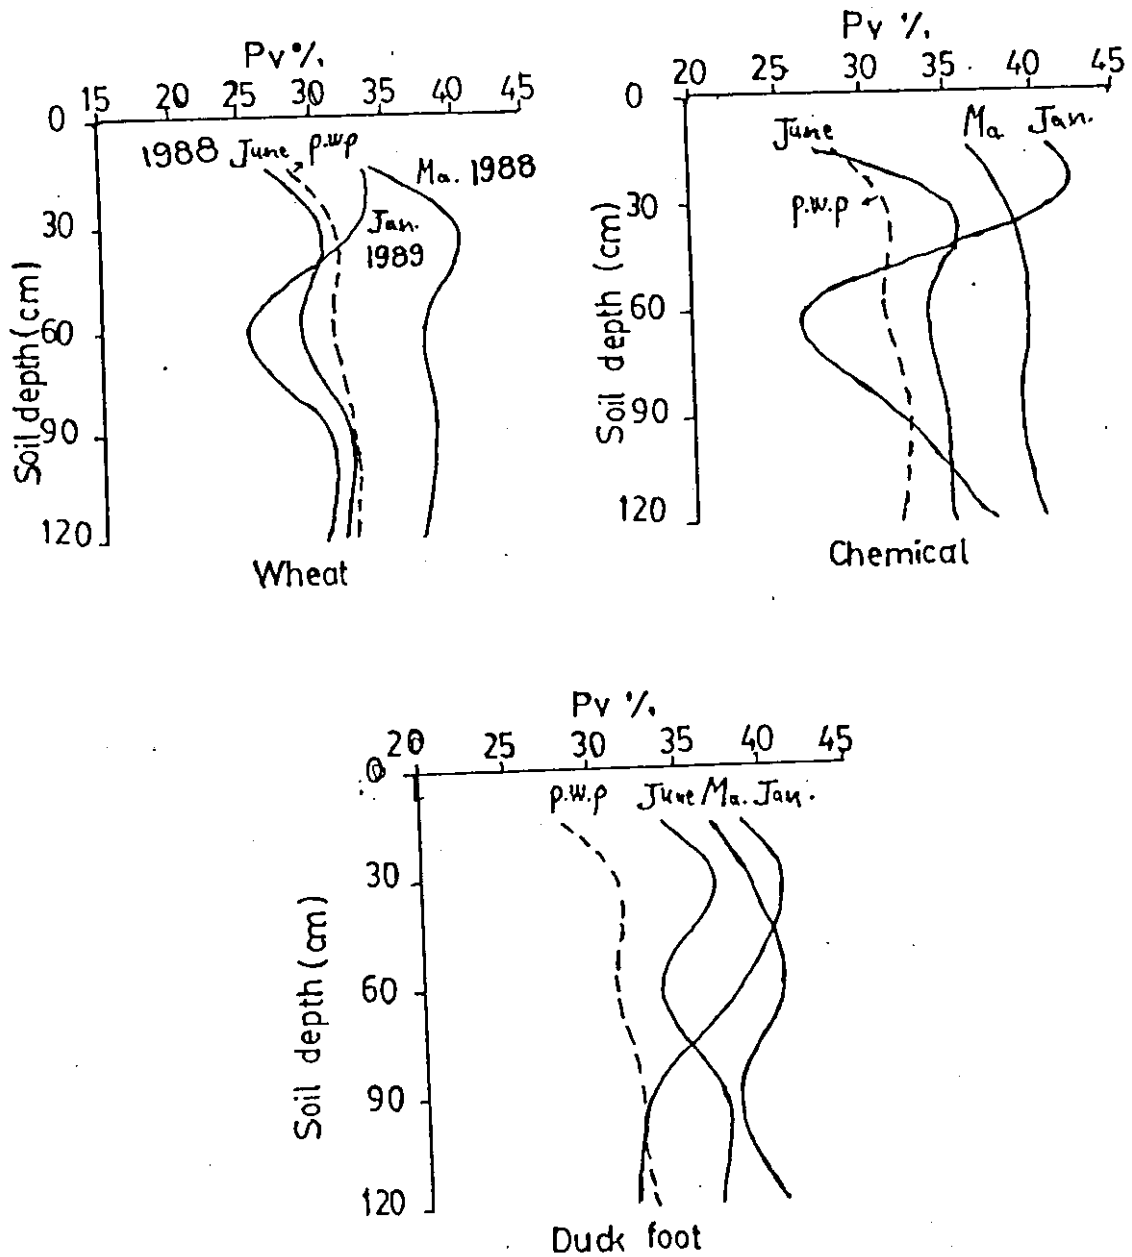 Pv %.
15 20 25 30 35 40 45
0
30
60
90
120
Soil depth (cm)
1988 June p.w.p
Ma. 1988
Jan.
1989
Wheat
Pv %.
20 25 30 35 40 45
0
30
60
90
120
Soil depth (cm)
June Ma Jan.
p.w.p
Chemical
Pv %.
20 25 30 35 40 45
0
30
60
90
120
Soil depth (cm)
p.w.p June Ma. Jan.
Duck foot